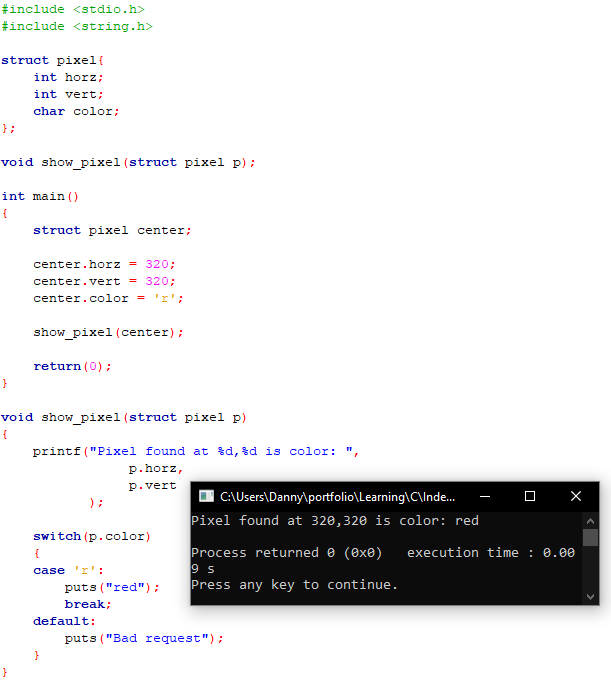 #include <stdio.h>
#include <string.h>

struct pixel{
    int horz;
    int vert;
    char color;
};

void show_pixel(struct pixel p);

int main()
{
    struct pixel center;

    center.horz = 320;
    center.vert = 320;
    center.color = 'r';

    show_pixel(center);

    return(0);
}

void show_pixel(struct pixel p)
{
    printf("Pixel found at %d,%d is color: ",
                p.horz,
                p.vert
           );

    switch(p.color)
    {
    case 'r':
        puts("red");
        break;
    default:
        puts("Bad request");
    }
}
C:\Users\Danny\portfolio\Learning\C\Inde...
Pixel found at 320,320 is color: red

Process returned 0 (0x0)   execution time : 0.00
9 s
Press any key to continue.